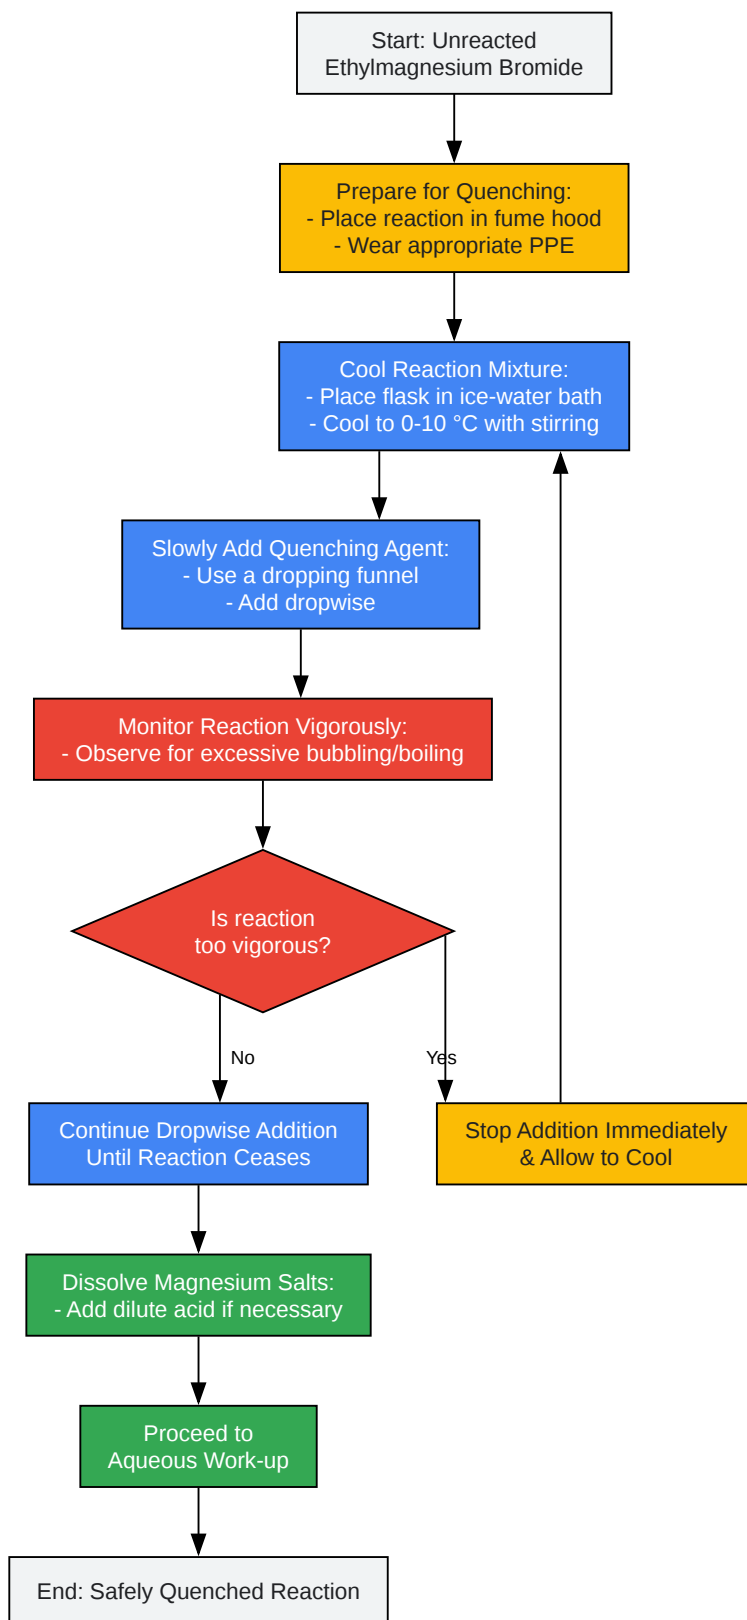 Start: Unreacted
Ethylmagnesium Bromide
Prepare for Quenching:
- Place reaction in fume hood
- Wear appropriate PPE
Cool Reaction Mixture:
- Place flask in ice-water bath
- Cool to 0-10 °C with stirring
Slowly Add Quenching Agent:
- Use a dropping funnel
- Add dropwise
Monitor Reaction Vigorously:
- Observe for excessive bubbling/boiling
Is reaction
too vigorous?
No
Yes
Continue Dropwise Addition
Until Reaction Ceases
Stop Addition Immediately
& Allow to Cool
Dissolve Magnesium Salts:
- Add dilute acid if necessary
Proceed to
Aqueous Work-up
End: Safely Quenched Reaction